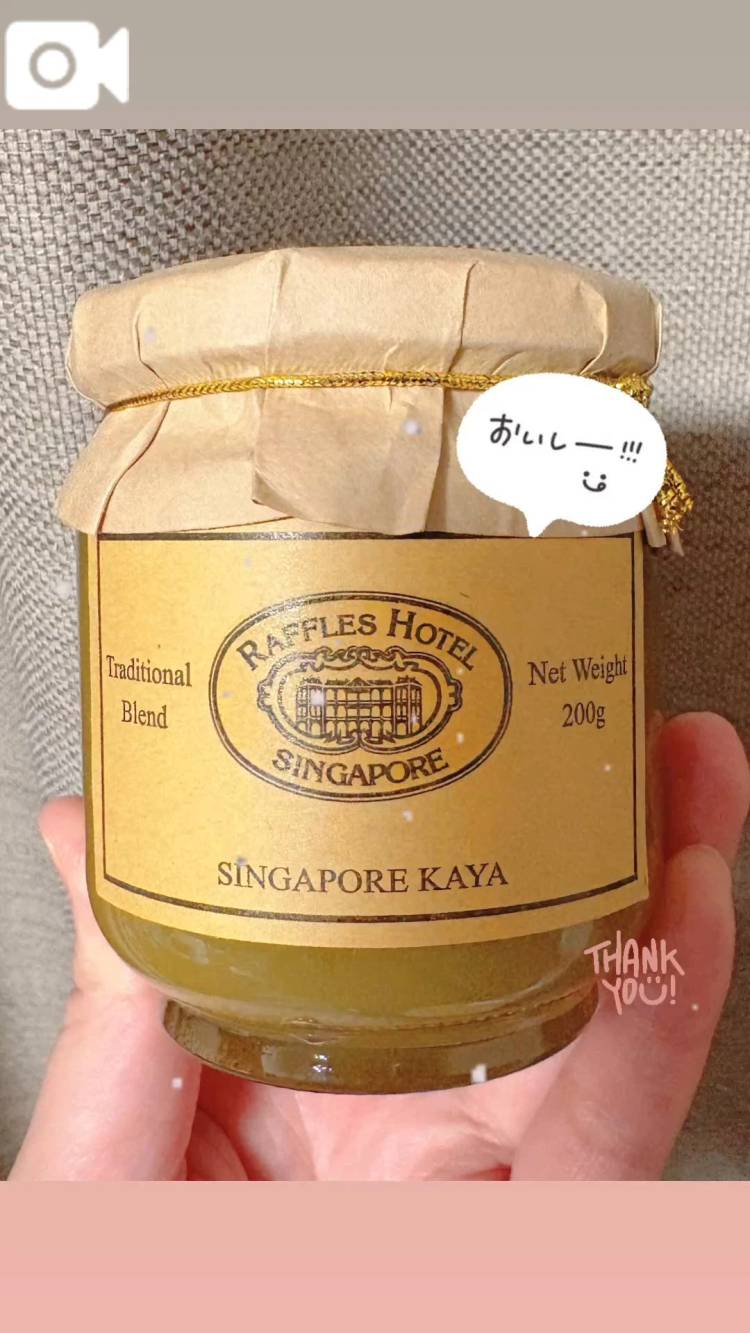 おいしー!!!
RAFFLES HOTEL
SINGAPORE
Traditional
Blend
Net Weight
200g
SINGAPORE KAYA
THANK
YOU!